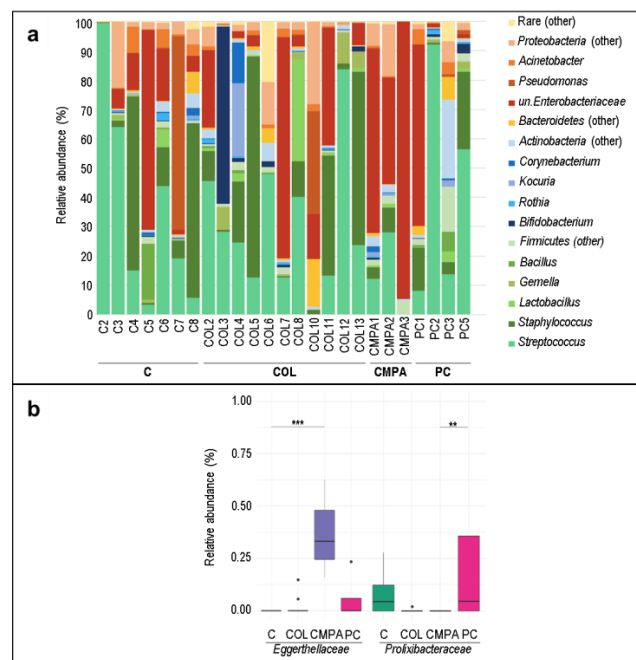 a
Relative abundance (%)
100
90
80
70
60
50
40
30
20
10
0
C2 C3 C4 C5 C6 C7 C8 COL2 COL3 COL4 COL5 COL6 COL7 COL8 COL10 COL11 COL12 COL13 CMPA1 CMPA2 CMPA3 PC1 PC2 PC3 PC5
C COL CMPA PC
Rare (other)
Proteobacteria (other)
Acinetobacter
Pseudomonas
un.Enterobacteriaceae
Bacteroidetes (other)
Actinobacteria (other)
Corynebacterium
Kocuria
Rothia
Bifidobacterium
Firmicutes (other)
Bacillus
Gemella
Lactobacillus
Staphylococcus
Streptococcus
b
Relative abundance (%)
1.00
0.75
0.50
0.25
0.00
***
**
C COL CMPA PC C COL CMPA PC
Eggerthellaceae Prolixibacteraceae